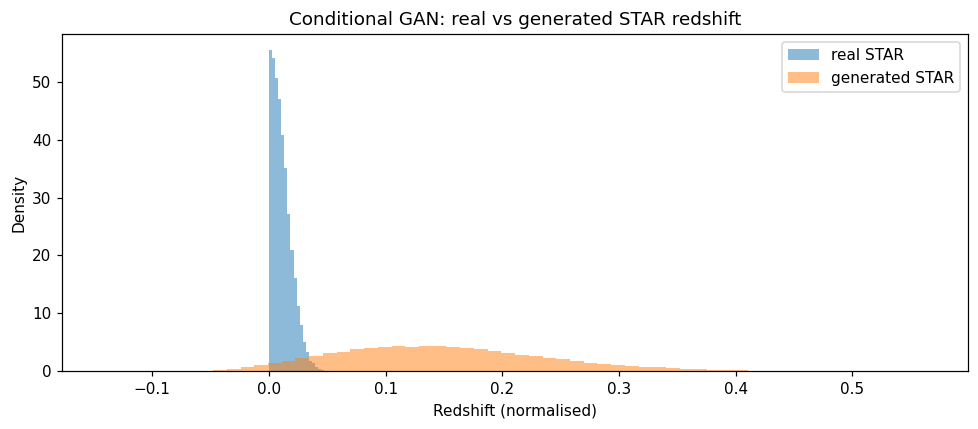 Conditional GAN: real vs generated STAR redshift
real STAR
generated STAR
Density
50
40
30
20
10
0
−0.1
0.0
0.1
0.2
0.3
0.4
0.5
Redshift (normalised)